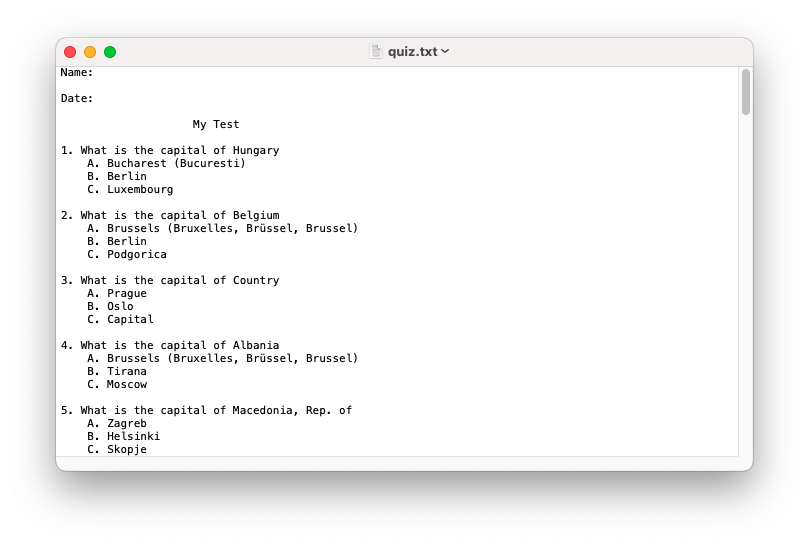 quiz.txt
Name:
Date:
My Test
1. What is the capital of Hungary
A. Bucharest (Bucuresti)
B. Berlin
C. Luxembourg
2. What is the capital of Belgium
A. Brussels (Bruxelles, Brüssel, Brussel)
B. Berlin
C. Podgorica
3. What is the capital of Country
A. Prague
B. Oslo
C. Capital
4. What is the capital of Albania
A. Brussels (Bruxelles, Brüssel, Brussel)
B. Tirana
C. Moscow
5. What is the capital of Macedonia, Rep. of
A. Zagreb
B. Helsinki
C. Skopje